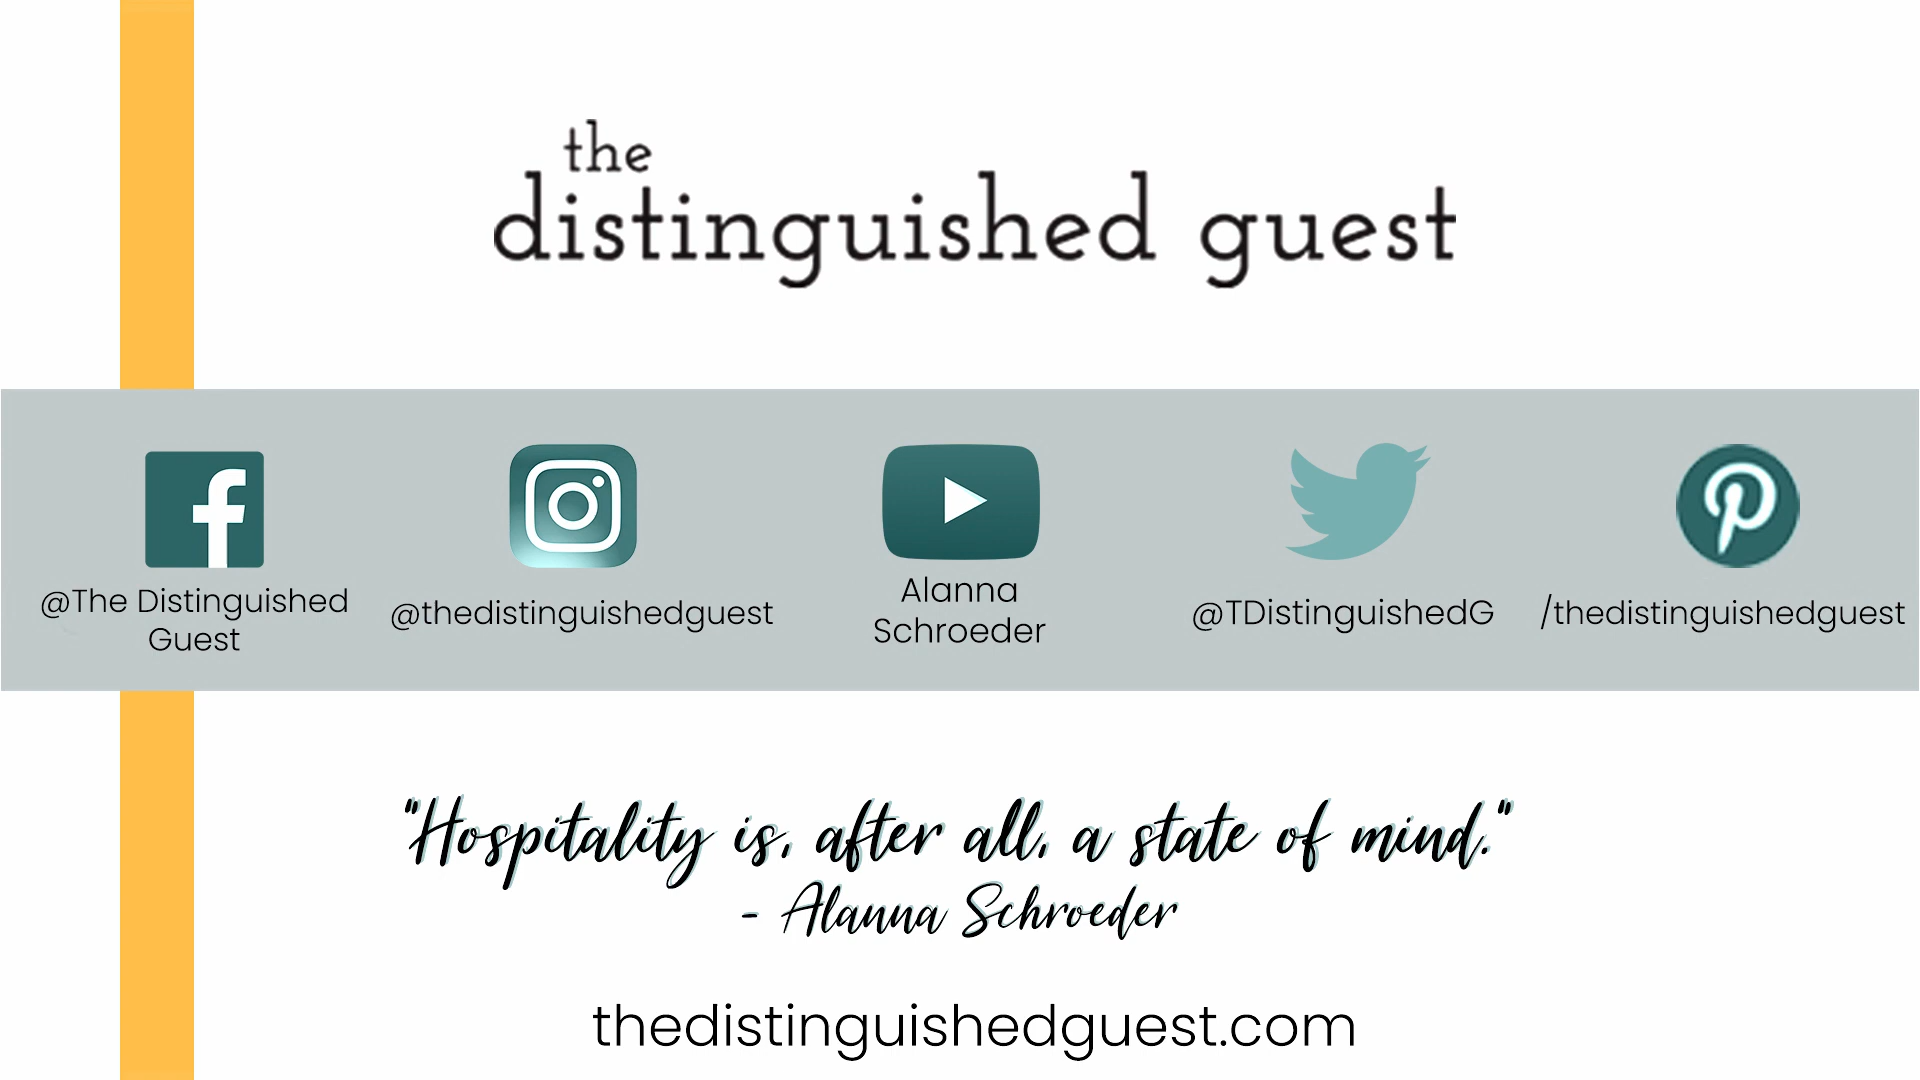 the
distinguished guest
@The Distinguished
Guest
@thedistinguishedguest
Alanna
Schroeder
@TDistinguishedG
/thedistinguishedguest
"Hospitality is, after all, a state of mind."
- Alanna Schroeder
thedistinguishedguest.com